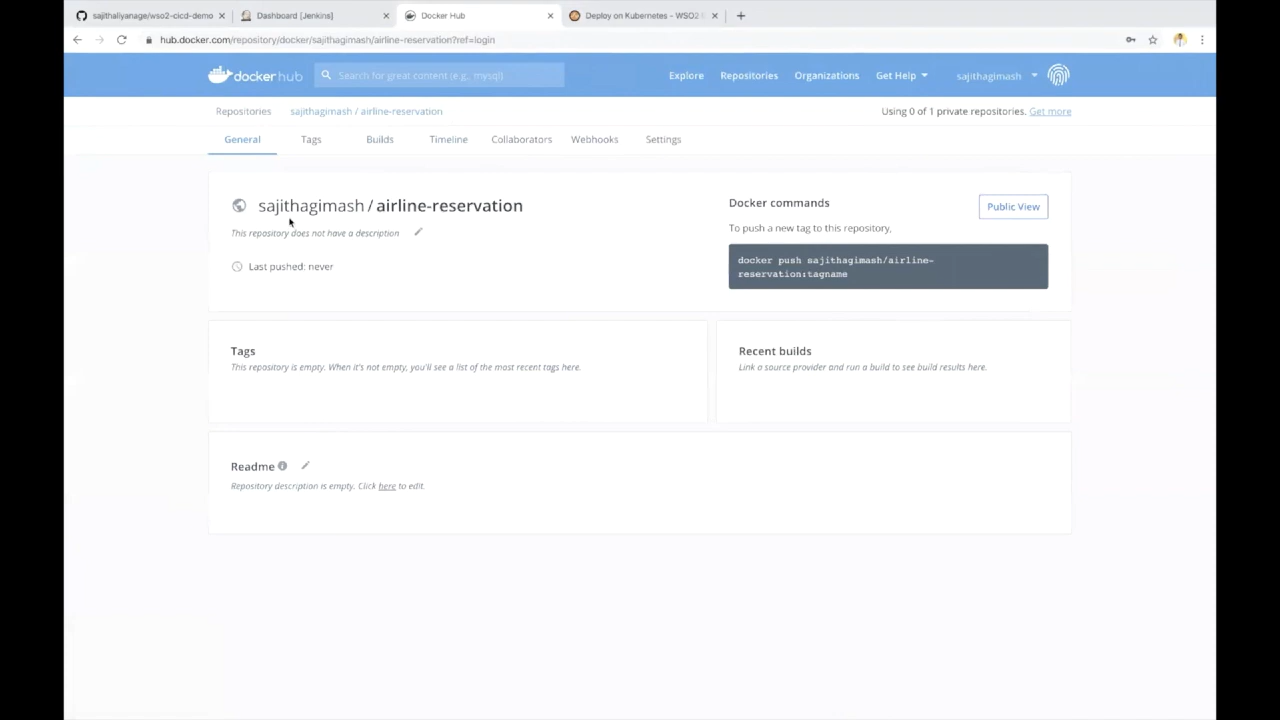 sajithaliyanage/wso2-cicd-demo
Dashboard [Jenkins]
Docker Hub
Deploy on Kubernetes - WSO2
hub.docker.com/repository/docker/sajithagimash/airline-reservation?ref=login
dockerhub
Search for great content (e.g., mysql)
Explore
Repositories
Organizations
Get Help
sajithagimash
Repositories
sajithagimash / airline-reservation
Using 0 of 1 private repositories. Get more
General
Tags
Builds
Timeline
Collaborators
Webhooks
Settings
sajithagimash / airline-reservation
This repository does not have a description
Last pushed: never
Docker commands
Public View
To push a new tag to this repository,
docker push sajithagimash/airline-
reservation:tagname
Tags
This repository is empty. When it's not empty, you'll see a list of the most recent tags here.
Recent builds
Link a source provider and run a build to see build results here.
Readme
Repository description is empty. Click here to edit.